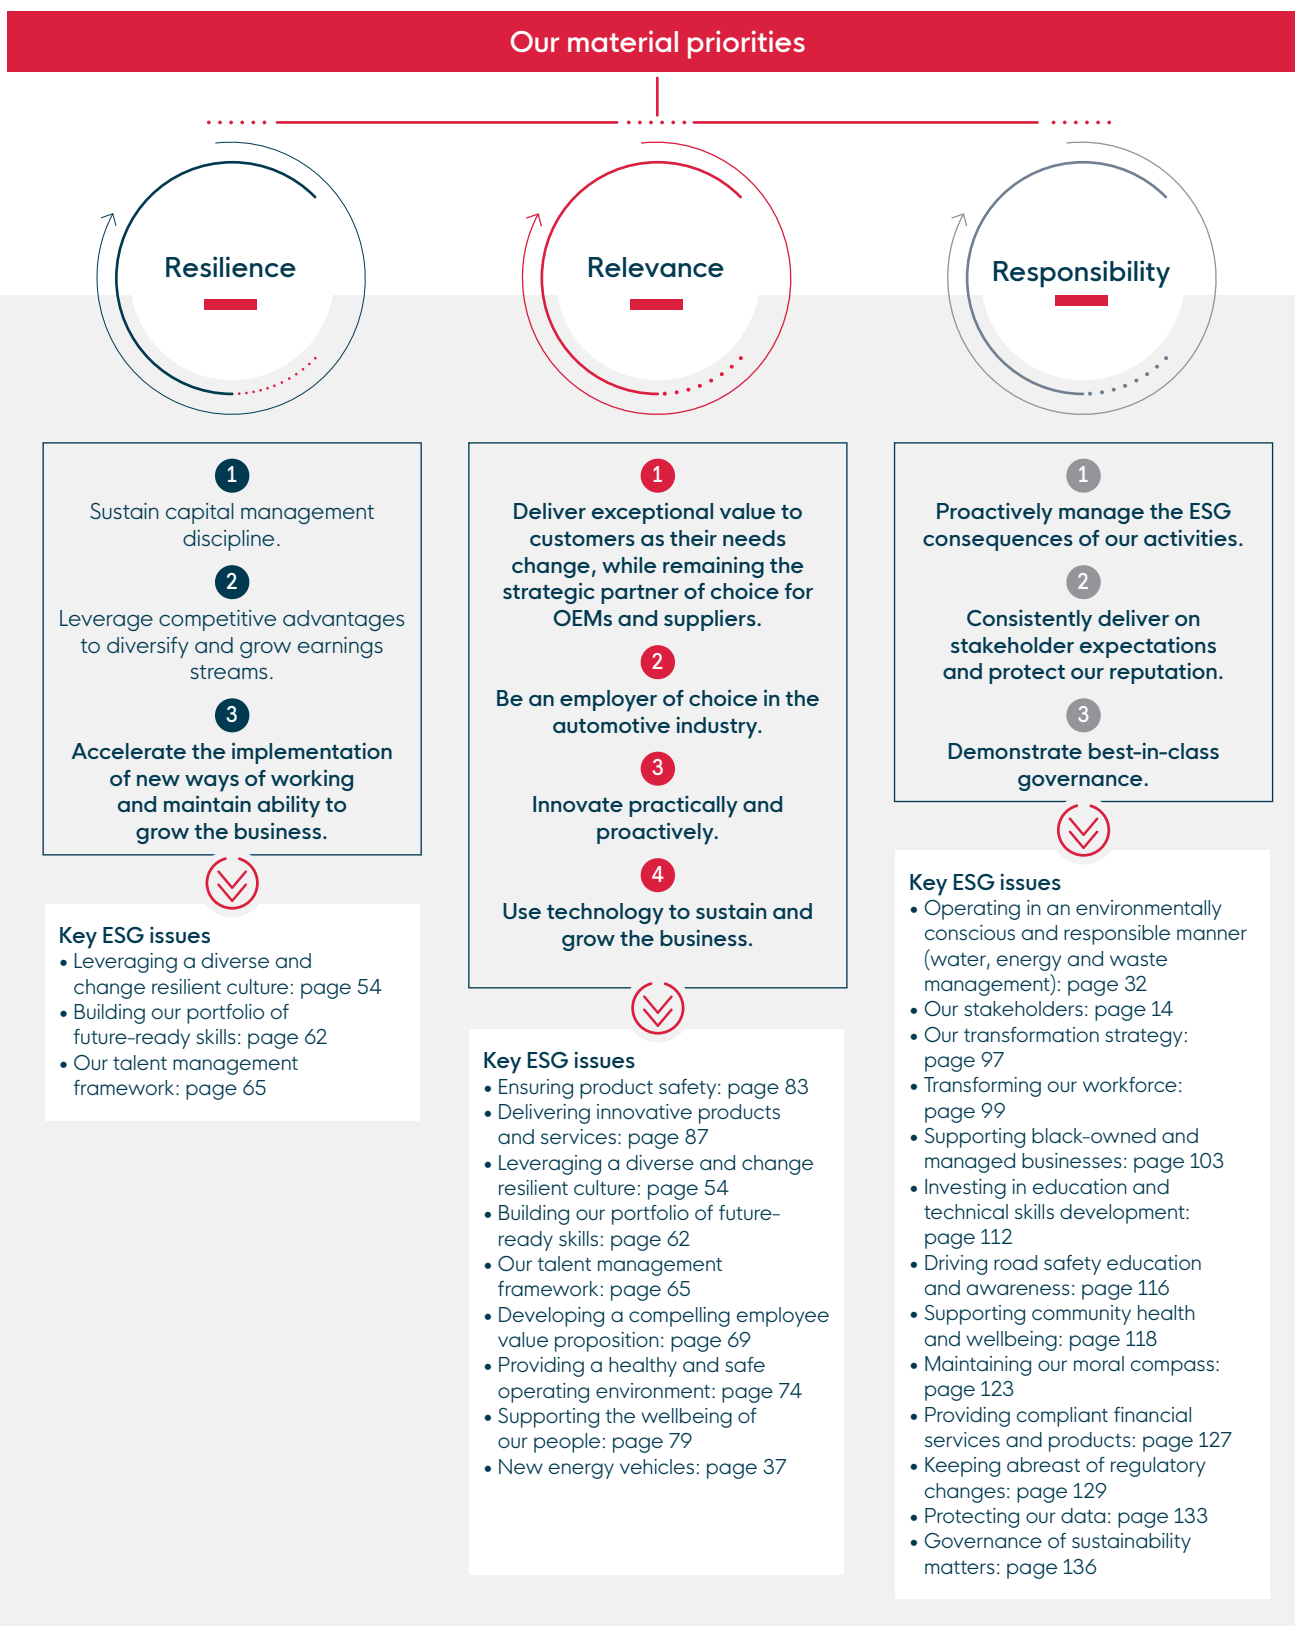 Our material priorities
Resilience
1
Sustain capital management
discipline.
2
Leverage competitive advantages
to diversify and grow earnings
streams.
3
Accelerate the implementation
of new ways of working
and maintain ability to
grow the business.
Key ESG issues
• Leveraging a diverse and
change resilient culture: page 54
• Building our portfolio of
future-ready skills: page 62
• Our talent management
framework: page 65
Relevance
1
Deliver exceptional value to
customers as their needs
change, while remaining the
strategic partner of choice for
OEMs and suppliers.
2
Be an employer of choice in the
automotive industry.
3
Innovate practically and
proactively.
4
Use technology to sustain and
grow the business.
Key ESG issues
• Ensuring product safety: page 83
• Delivering innovative products
and services: page 87
• Leveraging a diverse and change
resilient culture: page 54
• Building our portfolio of future-
ready skills: page 62
• Our talent management
framework: page 65
• Developing a compelling employee
value proposition: page 69
• Providing a healthy and safe
operating environment: page 74
• Supporting the wellbeing of
our people: page 79
• New energy vehicles: page 37
Responsibility
1
Proactively manage the ESG
consequences of our activities.
2
Consistently deliver on
stakeholder expectations
and protect our reputation.
3
Demonstrate best-in-class
governance.
Key ESG issues
• Operating in an environmentally
conscious and responsible manner
(water, energy and waste
management): page 32
• Our stakeholders: page 14
• Our transformation strategy:
page 97
• Transforming our workforce:
page 99
• Supporting black-owned and
managed businesses: page 103
• Investing in education and
technical skills development:
page 112
• Driving road safety education
and awareness: page 116
• Supporting community health
and wellbeing: page 118
• Maintaining our moral compass:
page 123
• Providing compliant financial
services and products: page 127
• Keeping abreast of regulatory
changes: page 129
• Protecting our data: page 133
• Governance of sustainability
matters: page 136